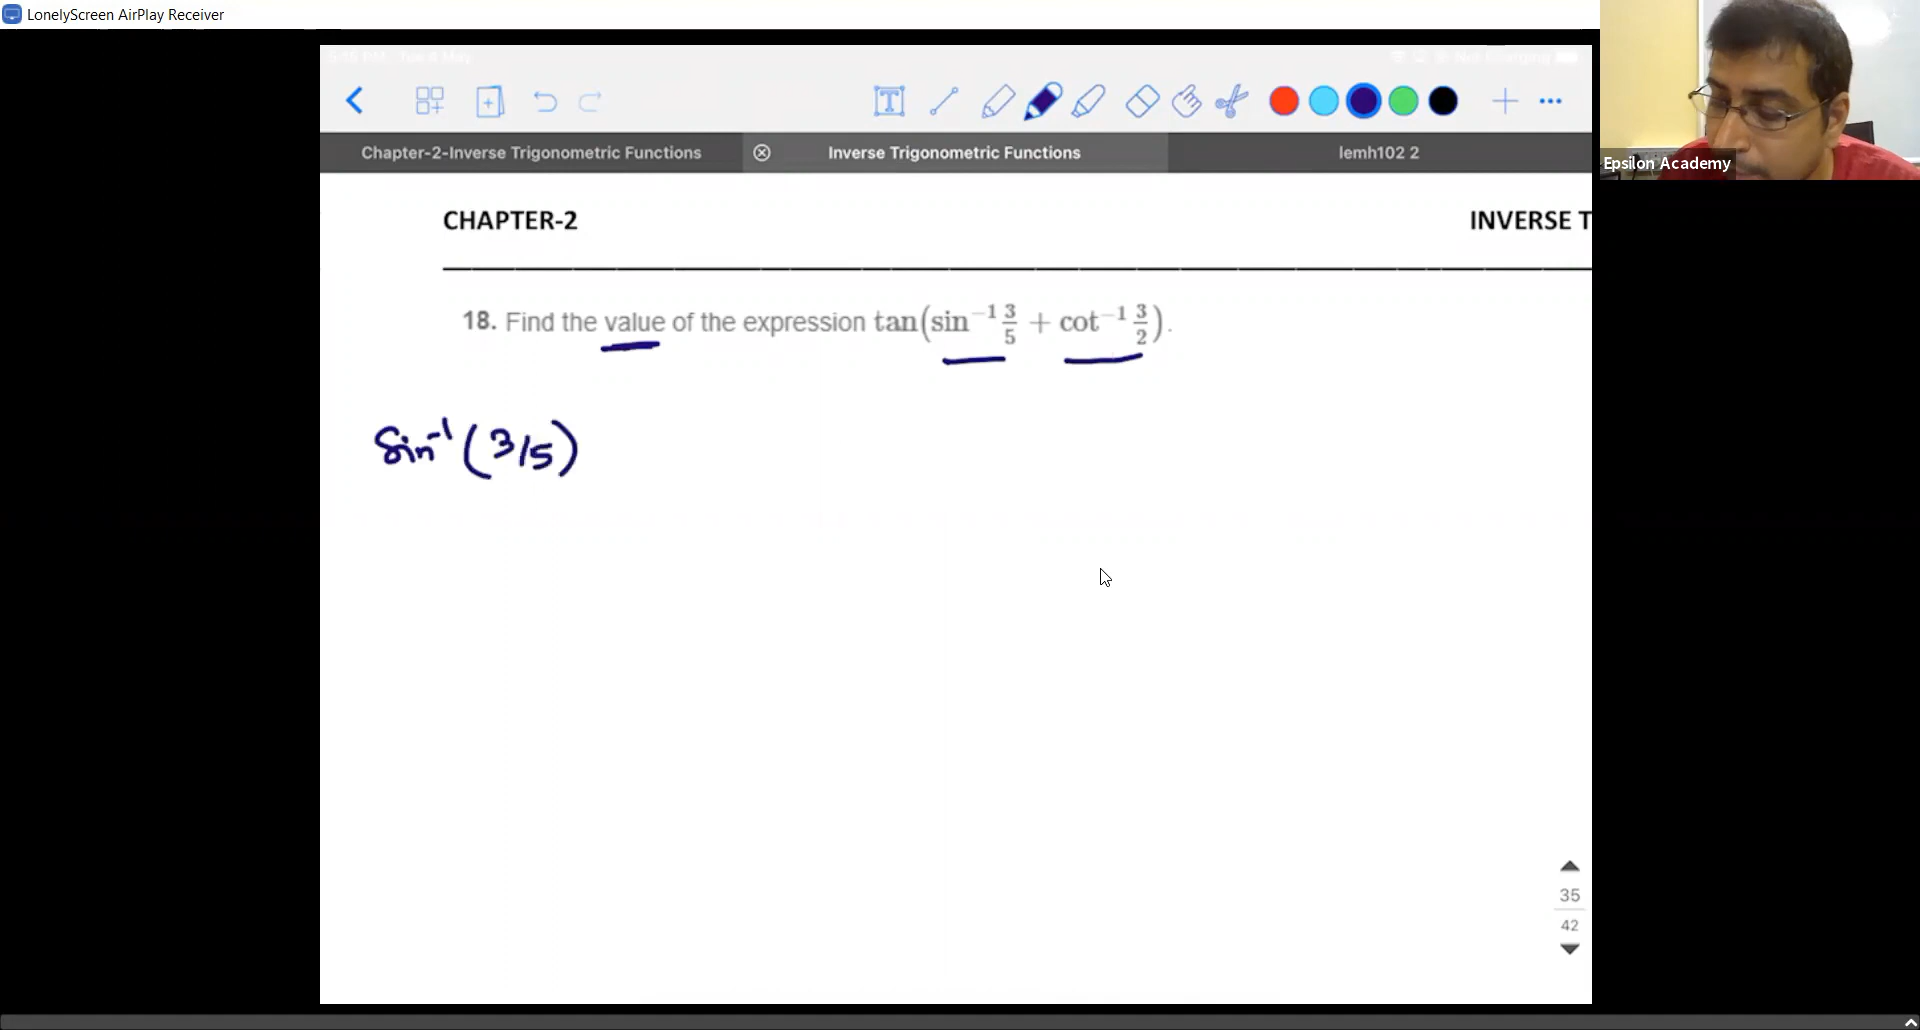 LonelyScreen AirPlay Receiver
Chapter-2-Inverse Trigonometric Functions
Inverse Trigonometric Functions
lemh102 2
Epsilon Academy
CHAPTER-2
INVERSE T
18. Find the value of the expression tan(sin⁻¹ 3/5 + cot⁻¹ 3/2).
Sin⁻¹(3/5)
35
42